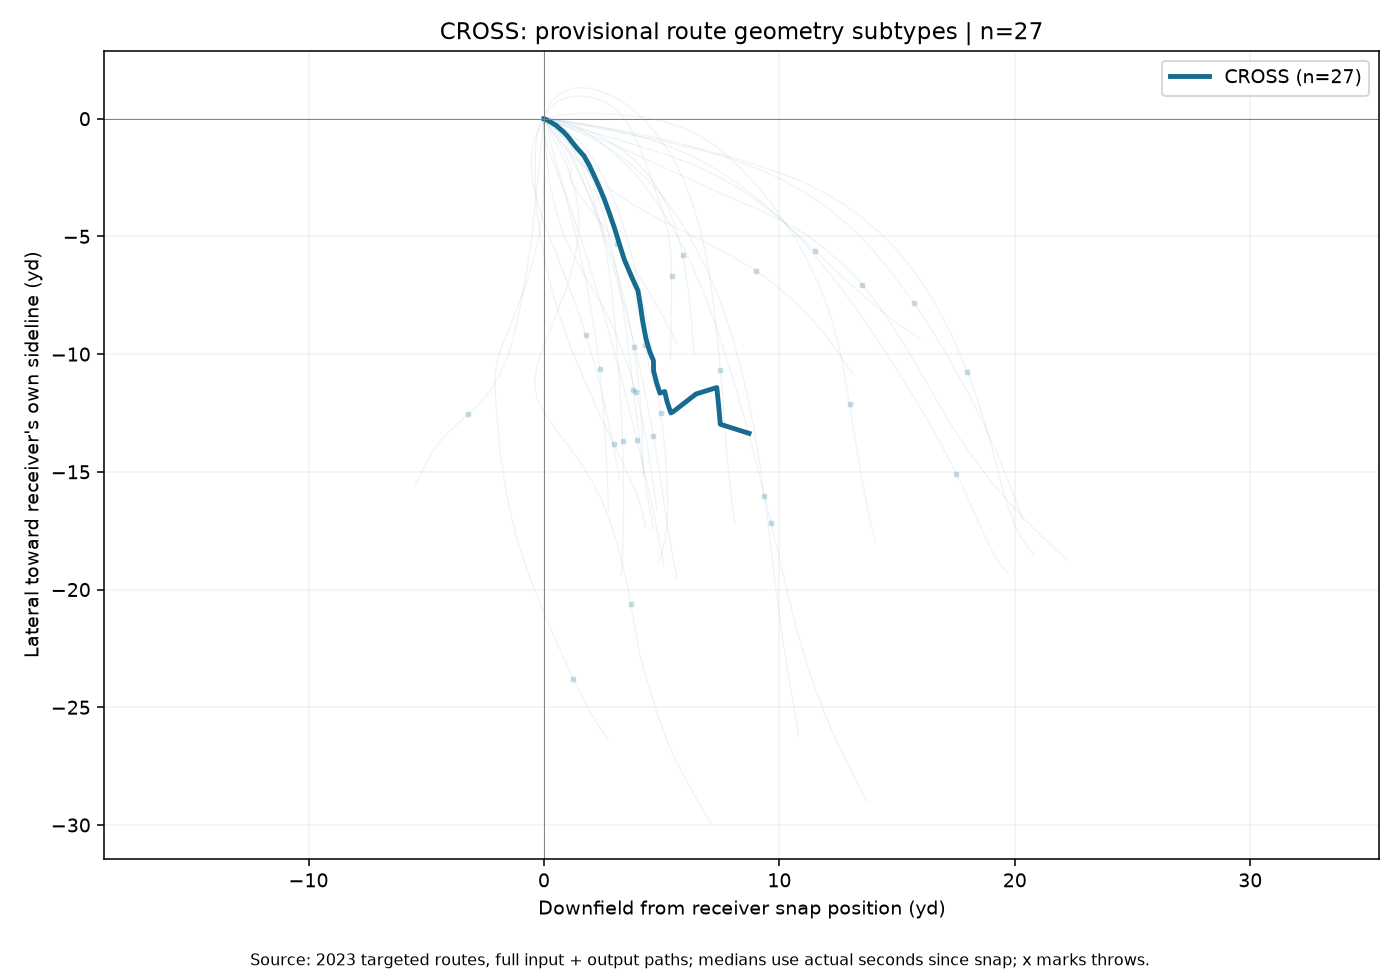 CROSS: provisional route geometry subtypes | n=27
CROSS (n=27)
0
−5
−10
−15
−20
−25
−30
Lateral toward receiver's own sideline (yd)
−10
0
10
20
30
Downfield from receiver snap position (yd)
Source: 2023 targeted routes, full input + output paths; medians use actual seconds since snap; x marks throws.